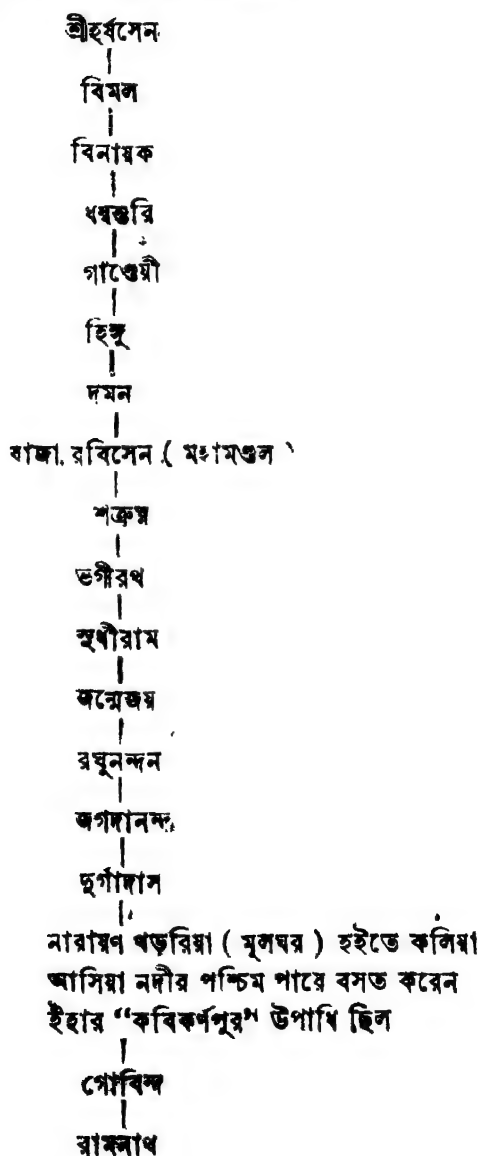 শ্রীহর্ষসেন
বিমল
বিনায়ক
ধন্বন্তরি
গাণ্ডেয়ী
হিঙ্গু
দমন
রাজা রবিসেন ( মহামণ্ডল )
শত্রুঘ্ন
ভগীরথ
সুধীরাম
জন্মেজয়
রঘুনন্দন
জগদানন্দ
দুর্গাদাস
নারায়ণ খড়রিয়া ( মূলঘর ) হইতে কলিয়া
আসিয়া নদীর পশ্চিম পারে বসত করেন
ইঁহার “কবিকর্ণপুর” উপাধি ছিল
গোবিন্দ
রামনাথ